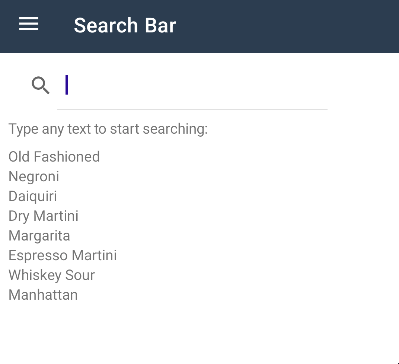 Search Bar
Type any text to start searching:
Old Fashioned
Negroni
Daiquiri
Dry Martini
Margarita
Espresso Martini
Whiskey Sour
Manhattan